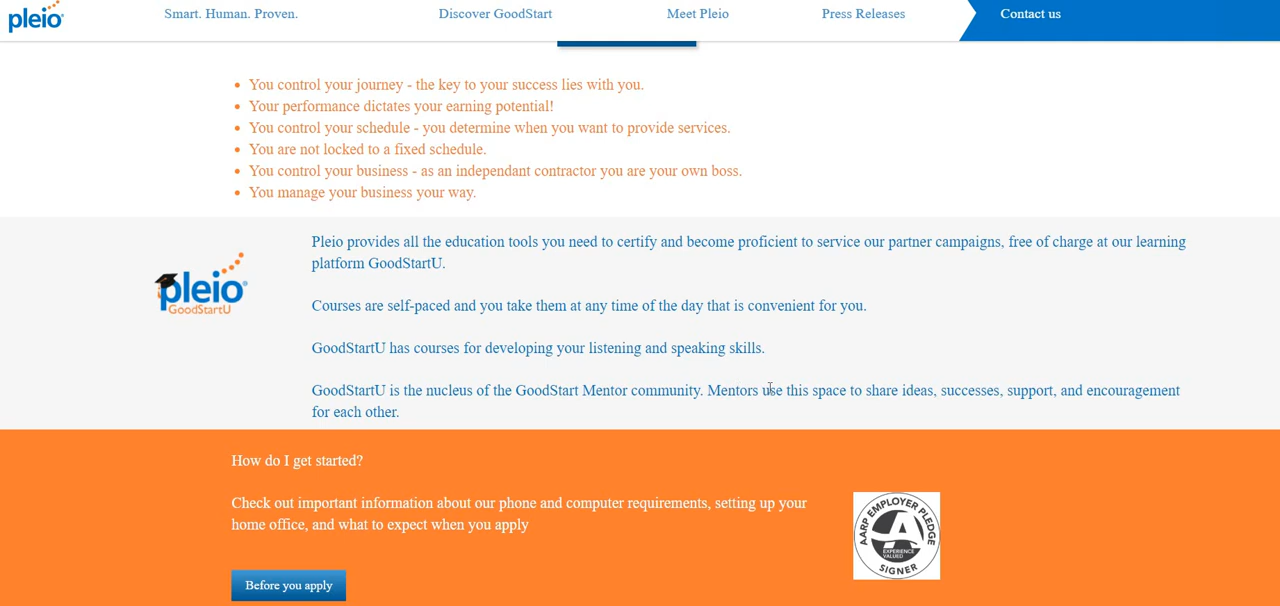 pleio
Smart. Human. Proven.
Discover GoodStart
Meet Pleio
Press Releases
Contact us
You control your journey - the key to your success lies with you.
Your performance dictates your earning potential!
You control your schedule - you determine when you want to provide services.
You are not locked to a fixed schedule.
You control your business - as an independant contractor you are your own boss.
You manage your business your way.
pleio
GoodStartU
Pleio provides all the education tools you need to certify and become proficient to service our partner campaigns, free of charge at our learning
platform GoodStartU.
Courses are self-paced and you take them at any time of the day that is convenient for you.
GoodStartU has courses for developing your listening and speaking skills.
GoodStartU is the nucleus of the GoodStart Mentor community. Mentors use this space to share ideas, successes, support, and encouragement
for each other.
How do I get started?
Check out important information about our phone and computer requirements, setting up your
home office, and what to expect when you apply
Before you apply
AARP EMPLOYER PLEDGE
A
EXPERIENCE
VALUED
SIGNER